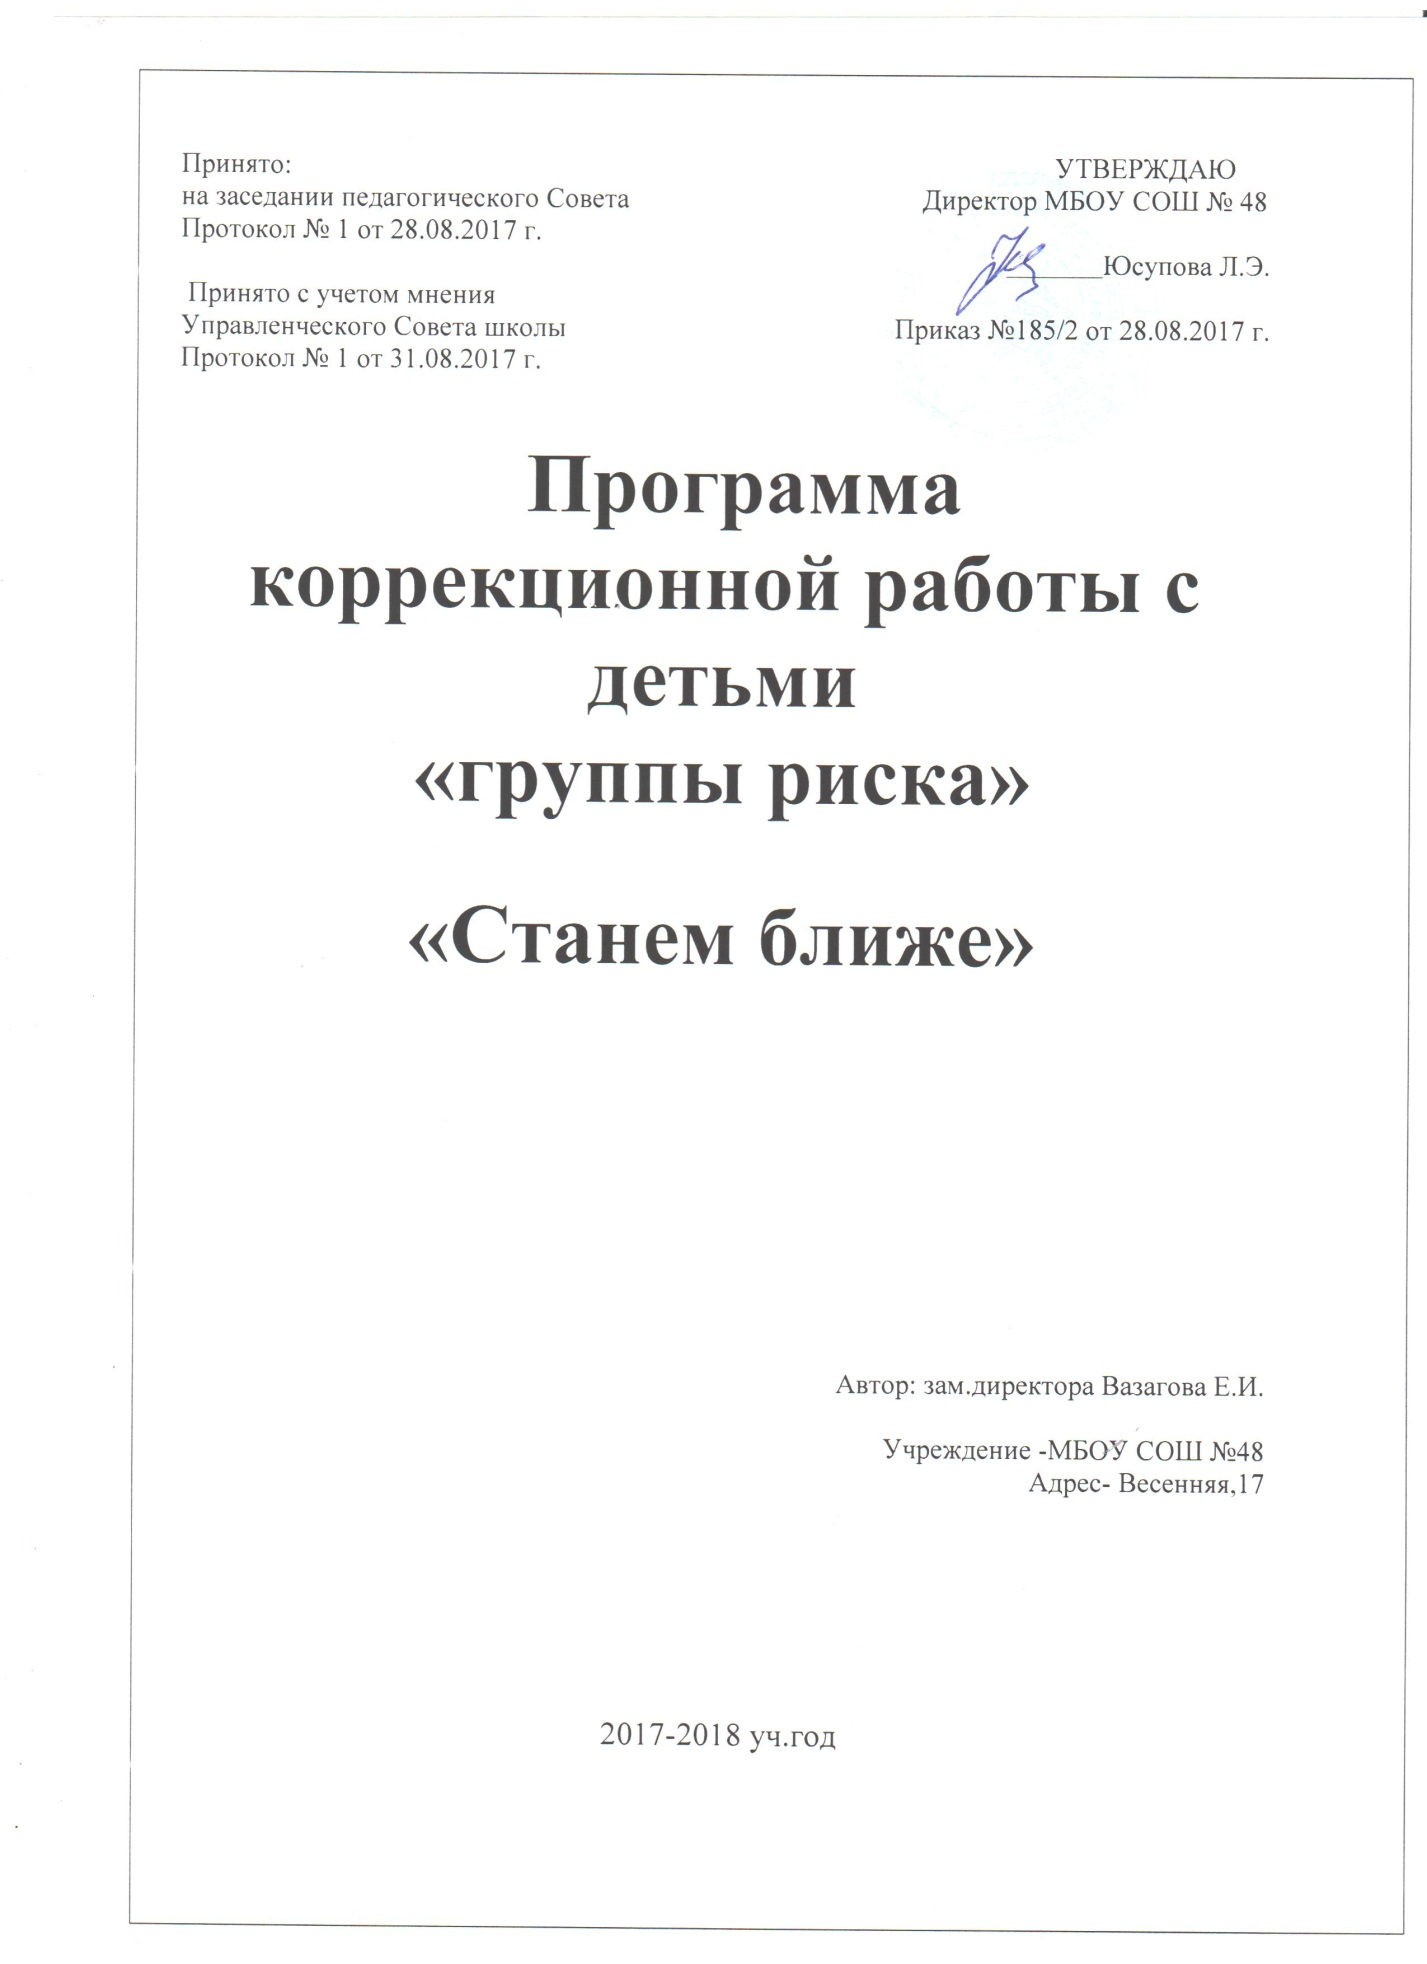 Принято:
на заседании педагогического Совета
Протокол № 1 от 28.08.2017 г.
Принято с учетом мнения
Управленческого Совета школы
Протокол № 1 от 31.08.2017 г.
УТВЕРЖДАЮ
Директор МБОУ СОШ № 48
_______Юсупова Л.Э.
Приказ №185/2 от 28.08.2017 г.
Программа
коррекционной работы с
детьми
«группы риска»
«Станем ближе»
Автор: зам.директора Вазагова Е.И.
Учреждение -МБОУ СОШ №48
Адрес- Весенняя,17
2017-2018 уч.год